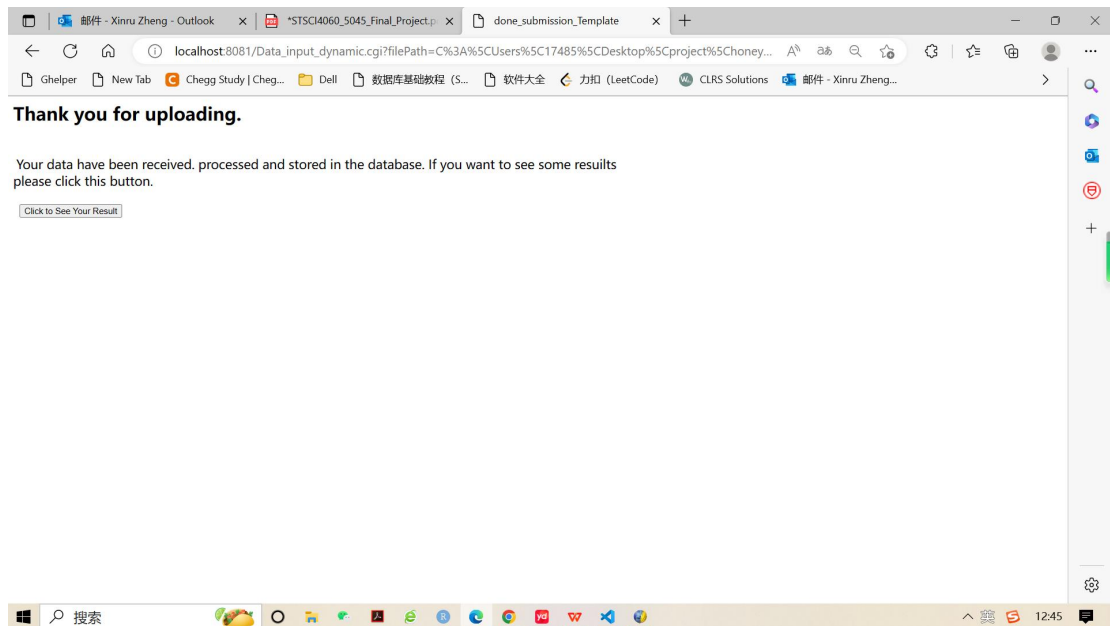 邮件 - Xinru Zheng - Outlook
*STSCI4060_5045_Final_Project.p
done_submission_Template
localhost:8081/Data_input_dynamic.cgi?filePath=C%3A%5CUsers%5C17485%5CDesktop%5Cproject%5Choney...
Ghelper
New Tab
Chegg Study | Cheg...
Dell
数据库基础教程 (S...
软件大全
力扣 (LeetCode)
CLRS Solutions
邮件 - Xinru Zheng...
Thank you for uploading.
Your data have been received. processed and stored in the database. If you want to see some resuilts
please click this button.
Click to See Your Result
搜索
英
12:45